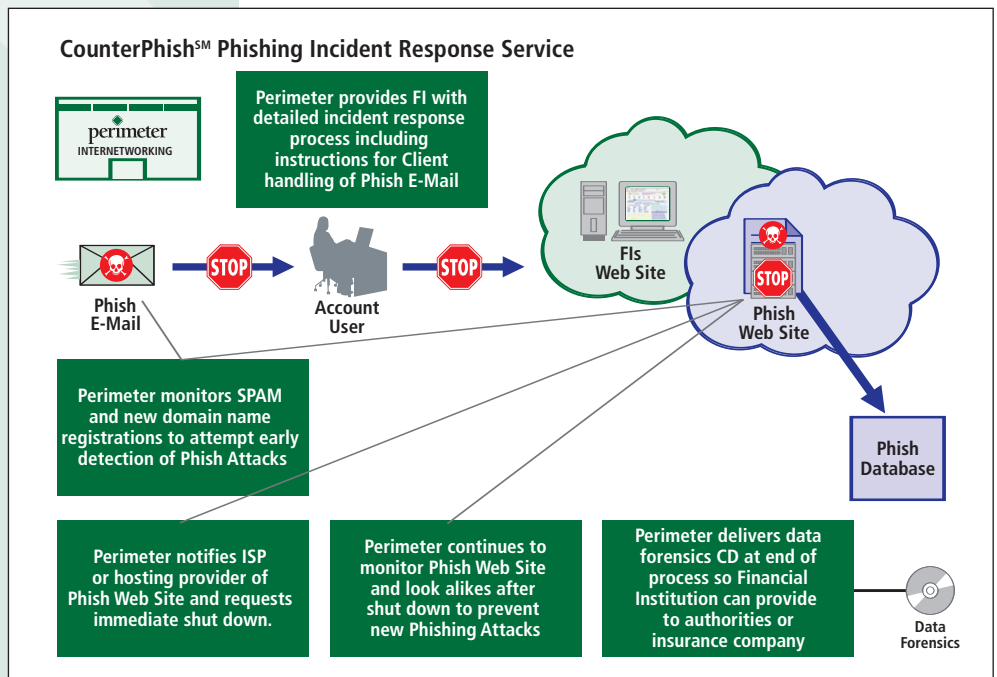 CounterPhish℠ Phishing Incident Response Service
perimeter
INTERNETWORKING
Perimeter provides FI with
detailed incident response
process including
instructions for Client
handling of Phish E-Mail
Phish
E-Mail
STOP
Account
User
STOP
FIs
Web Site
STOP
Phish
Web Site
Perimeter monitors SPAM
and new domain name
registrations to attempt early
detection of Phish Attacks
Phish
Database
Perimeter notifies ISP
or hosting provider of
Phish Web Site and requests
immediate shut down.
Perimeter continues to
monitor Phish Web Site
and look alikes after
shut down to prevent
new Phishing Attacks
Perimeter delivers data
forensics CD at end of
process so Financial
Institution can provide
to authorities or
insurance company
Data
Forensics